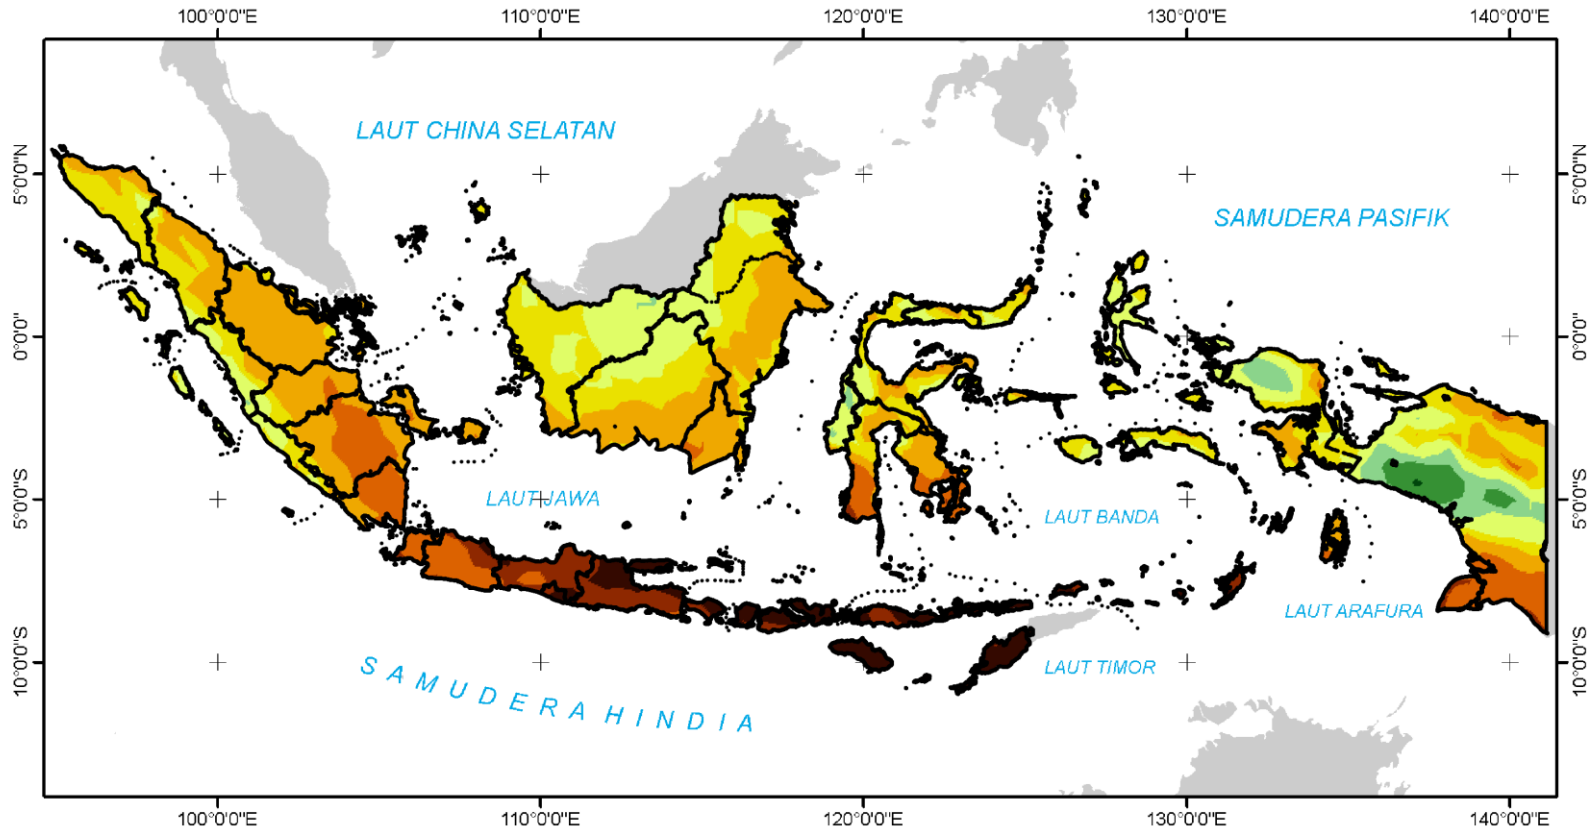 100°0'0"E 110°0'0"E 120°0'0"E 130°0'0"E 140°0'0"E
LAUT CHINA SELATAN
5°0'0"N 5°0'0"N
SAMUDERA PASIFIK
0°0'0" 0°0'0"
5°0'0"S LAUT JAWA 5°0'0"S
LAUT BANDA
LAUT ARAFURA
10°0'0"S LAUT TIMOR 10°0'0"S
SAMUDERA HINDIA
100°0'0"E 110°0'0"E 120°0'0"E 130°0'0"E 140°0'0"E